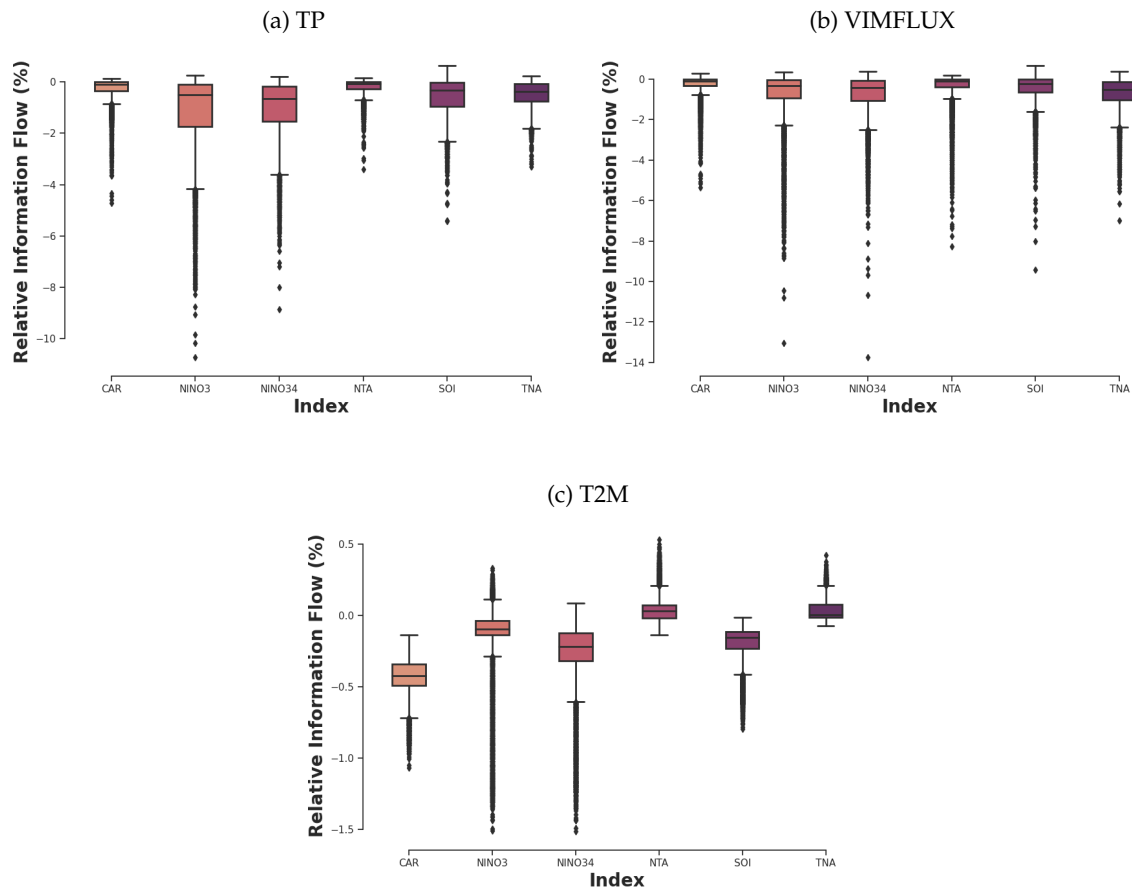 (a) TP
Relative Information Flow (%)
0
−2
−4
−6
−8
−10
CAR NINO3 NINO34 NTA SOI TNA
Index
(b) VIMFLUX
Relative Information Flow (%)
0
−2
−4
−6
−8
−10
−12
−14
CAR NINO3 NINO34 NTA SOI TNA
Index
(c) T2M
Relative Information Flow (%)
0.5
0.0
−0.5
−1.0
−1.5
CAR NINO3 NINO34 NTA SOI TNA
Index